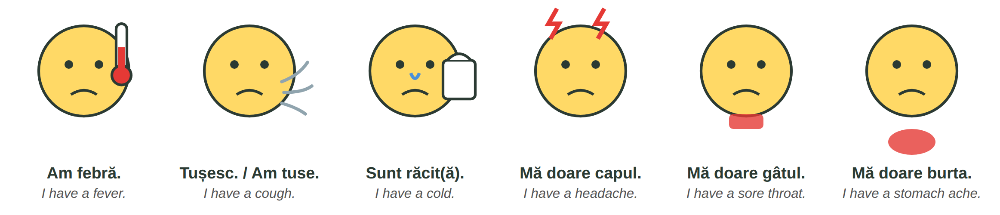 Am febră.
I have a fever.
Tușesc. / Am tuse.
I have a cough.
Sunt răcit(ă).
I have a cold.
Mă doare capul.
I have a headache.
Mă doare gâtul.
I have a sore throat.
Mă doare burta.
I have a stomach ache.